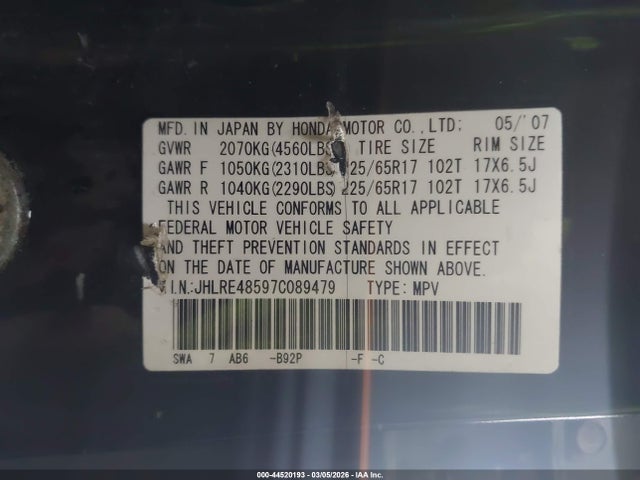 MFD. IN JAPAN BY HONDA MOTOR CO.,LTD: 05/'07
GVWR 2070KG(4560LBS) TIRE SIZE RIM SIZE
GAWR F 1050KG(2310LBS) 225/65R17 102T 17X6.5J
GAWR R 1040KG(2290LBS) 225/65R17 102T 17X6.5J
THIS VEHICLE CONFORMS TO ALL APPLICABLE
FEDERAL MOTOR VEHICLE SAFETY
AND THEFT PREVENTION STANDARDS IN EFFECT
ON THE DATE OF MANUFACTURE SHOWN ABOVE.
V.I.N.:JHLRE48597C089479 TYPE: MPV
SWA 7 AB6 -B92P -F -C
000-44520193 - 03/05/2026 - IAA Inc.